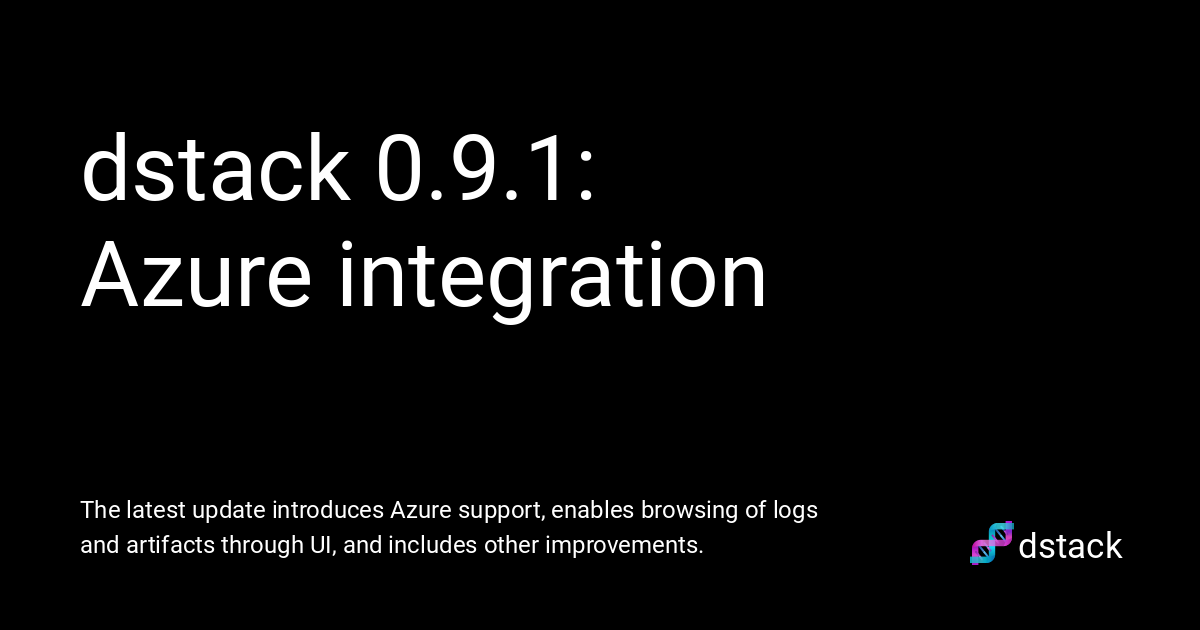 dstack 0.9.1:
Azure integration
The latest update introduces Azure support, enables browsing of logs
and artifacts through UI, and includes other improvements.
dstack